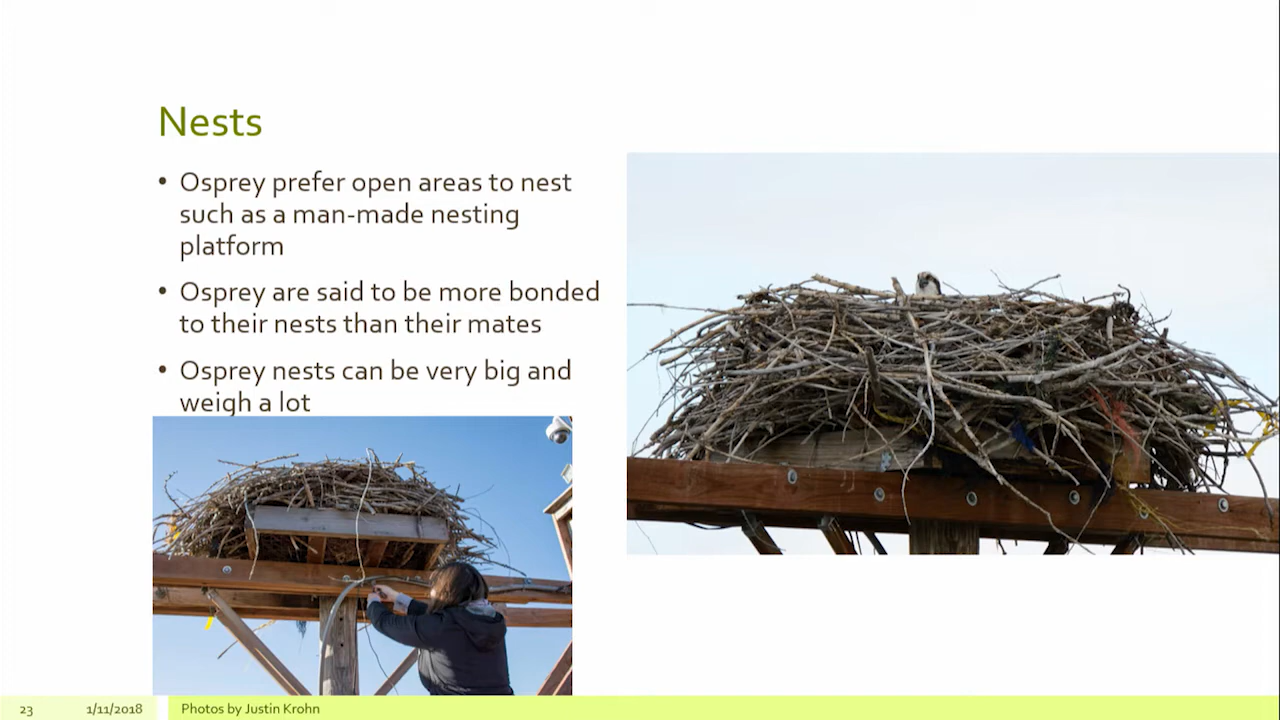 Nests
• Osprey prefer open areas to nest
such as a man-made nesting
platform
• Osprey are said to be more bonded
to their nests than their mates
• Osprey nests can be very big and
weigh a lot
23 1/11/2018 Photos by Justin Krohn